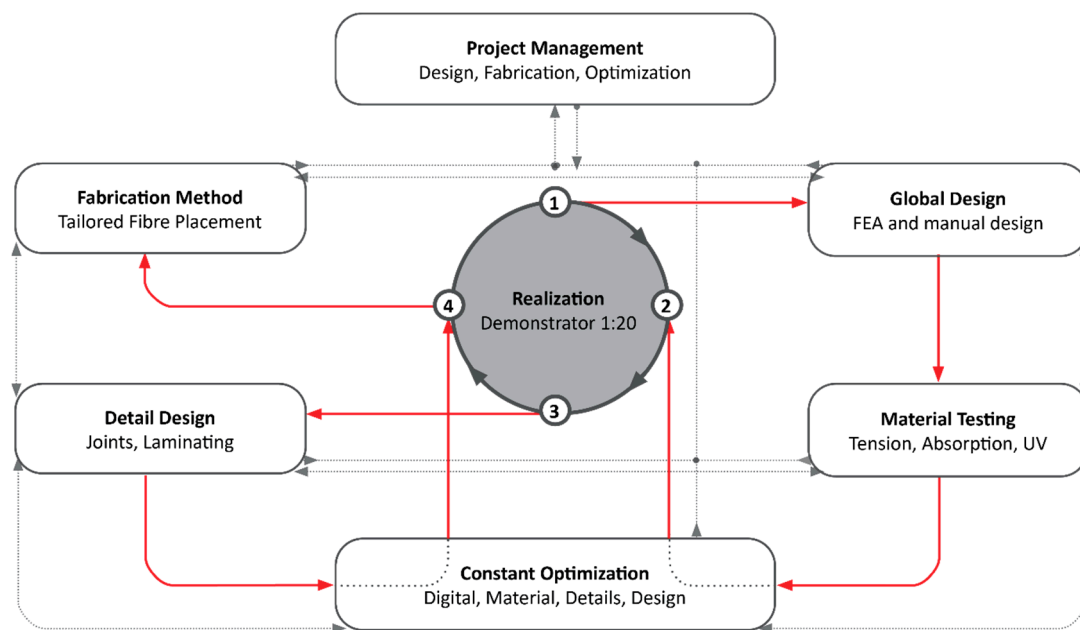 Project Management
Design, Fabrication, Optimization
Fabrication Method
Tailored Fibre Placement
Global Design
FEA and manual design
1
2
3
4
Realization
Demonstrator 1:20
Detail Design
Joints, Laminating
Material Testing
Tension, Absorption, UV
Constant Optimization
Digital, Material, Details, Design